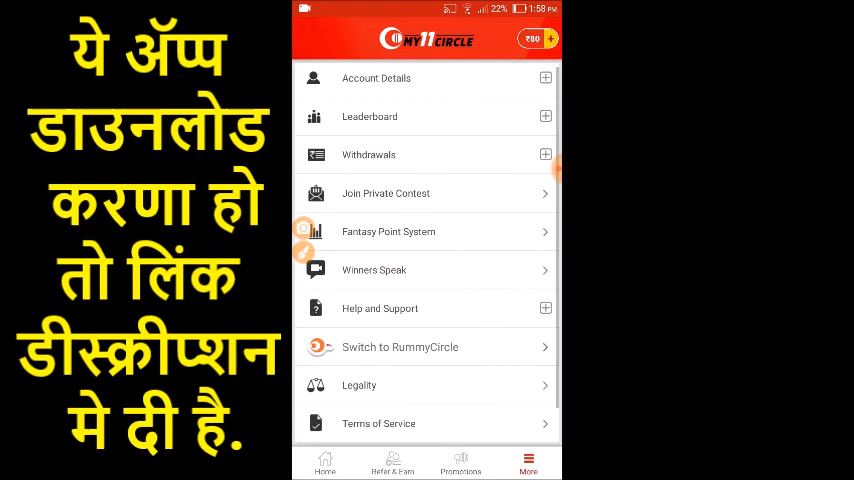 ये ॲप्प
डाउनलोड
करणा हो
तो लिंक
डीस्क्रीप्शन
मे दी है.
22% 1:58 PM
MY11CIRCLE
₹80 +
Account Details
Leaderboard
Withdrawals
Join Private Contest
Fantasy Point System
Winners Speak
Help and Support
Switch to RummyCircle
Legality
Terms of Service
Home Refer & Earn Promotions More